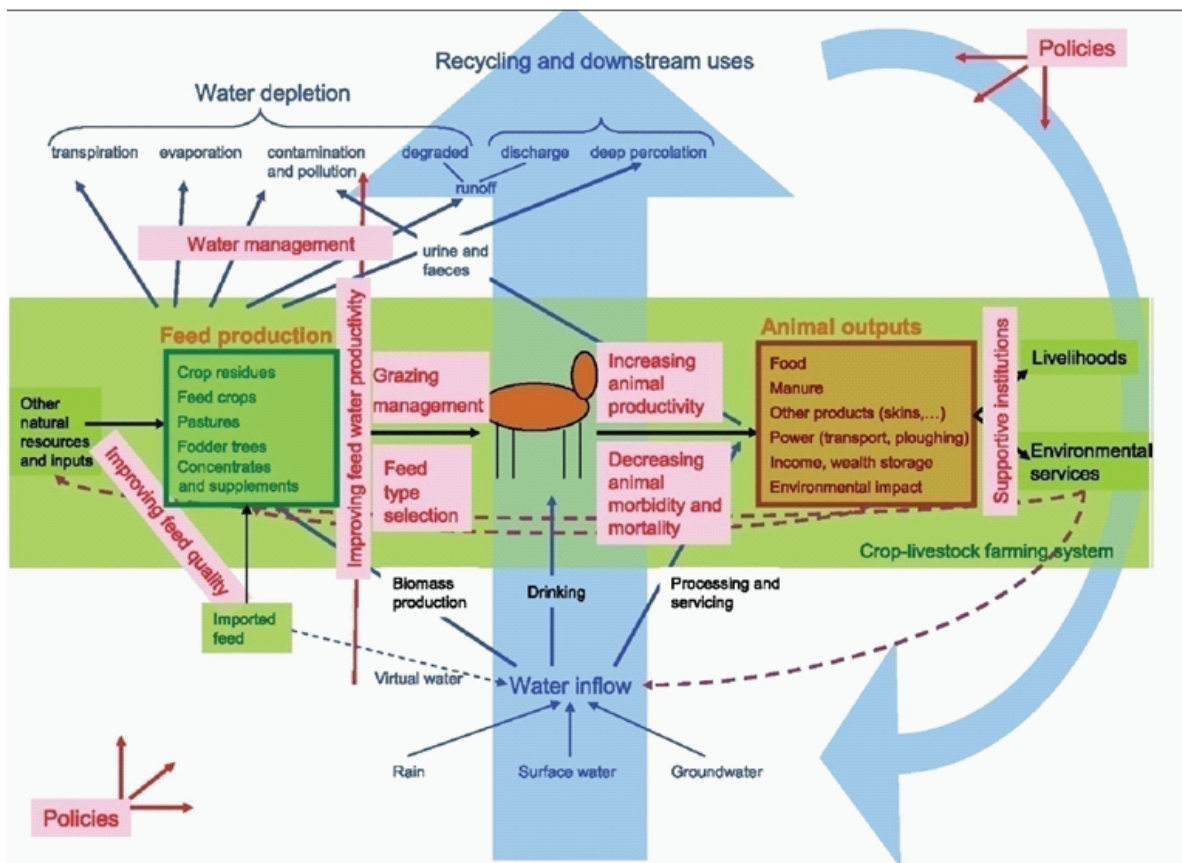 Policies
Recycling and downstream uses
Water depletion
transpiration
evaporation
contamination
and pollution
degraded
discharge
deep percolation
runoff
Water management
urine and
faeces
Improving feed water productivity
Feed production
Crop residues
Feed crops
Pastures
Fodder trees
Concentrates
and supplements
Other
natural
resources
and inputs
Improving feed quality
Imported
feed
Grazing
management
Feed
type
selection
Increasing
animal
productivity
Decreasing
animal
morbidity and
mortality
Animal outputs
Food
Manure
Other products (skins,...)
Power (transport, ploughing)
Income, wealth storage
Environmental impact
Supportive institutions
Livelihoods
Environmental
services
Crop-livestock farming system
Biomass
production
Drinking
Processing and
servicing
Virtual water
Water inflow
Rain
Surface water
Groundwater
Policies